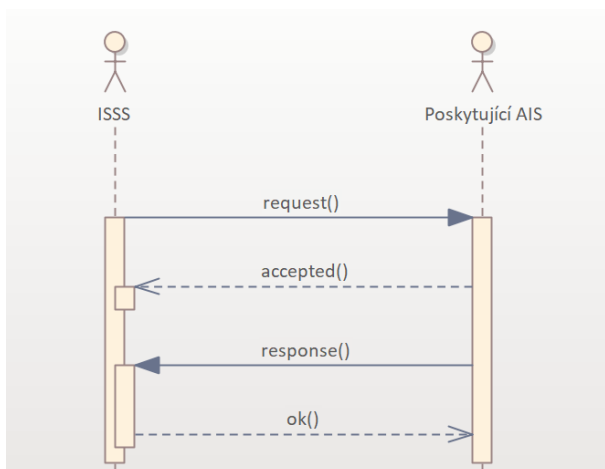 ISSS
Poskytující AIS
request()
accepted()
response()
ok()